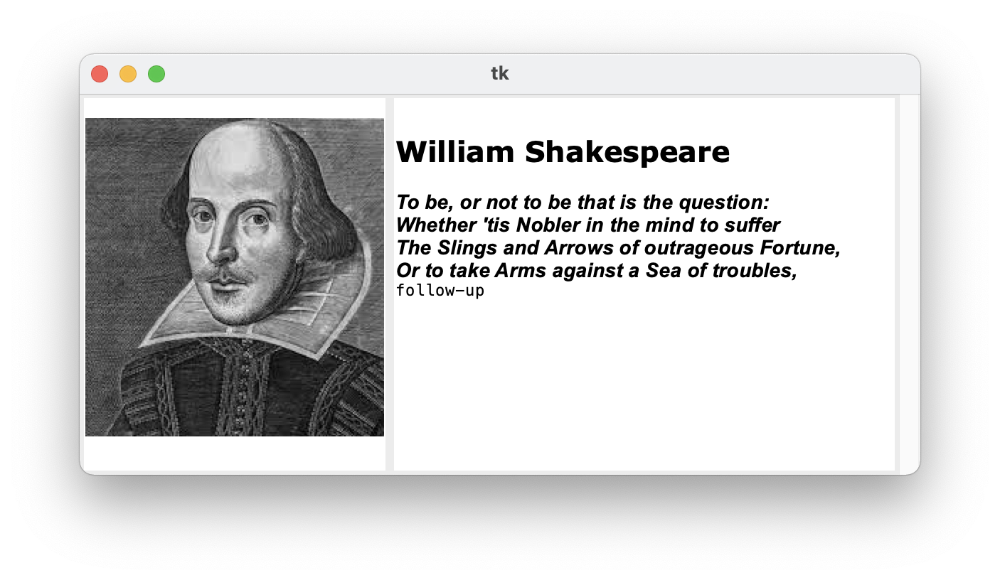 tk
William Shakespeare
To be, or not to be that is the question:
Whether 'tis Nobler in the mind to suffer
The Slings and Arrows of outrageous Fortune,
Or to take Arms against a Sea of troubles,
follow-up